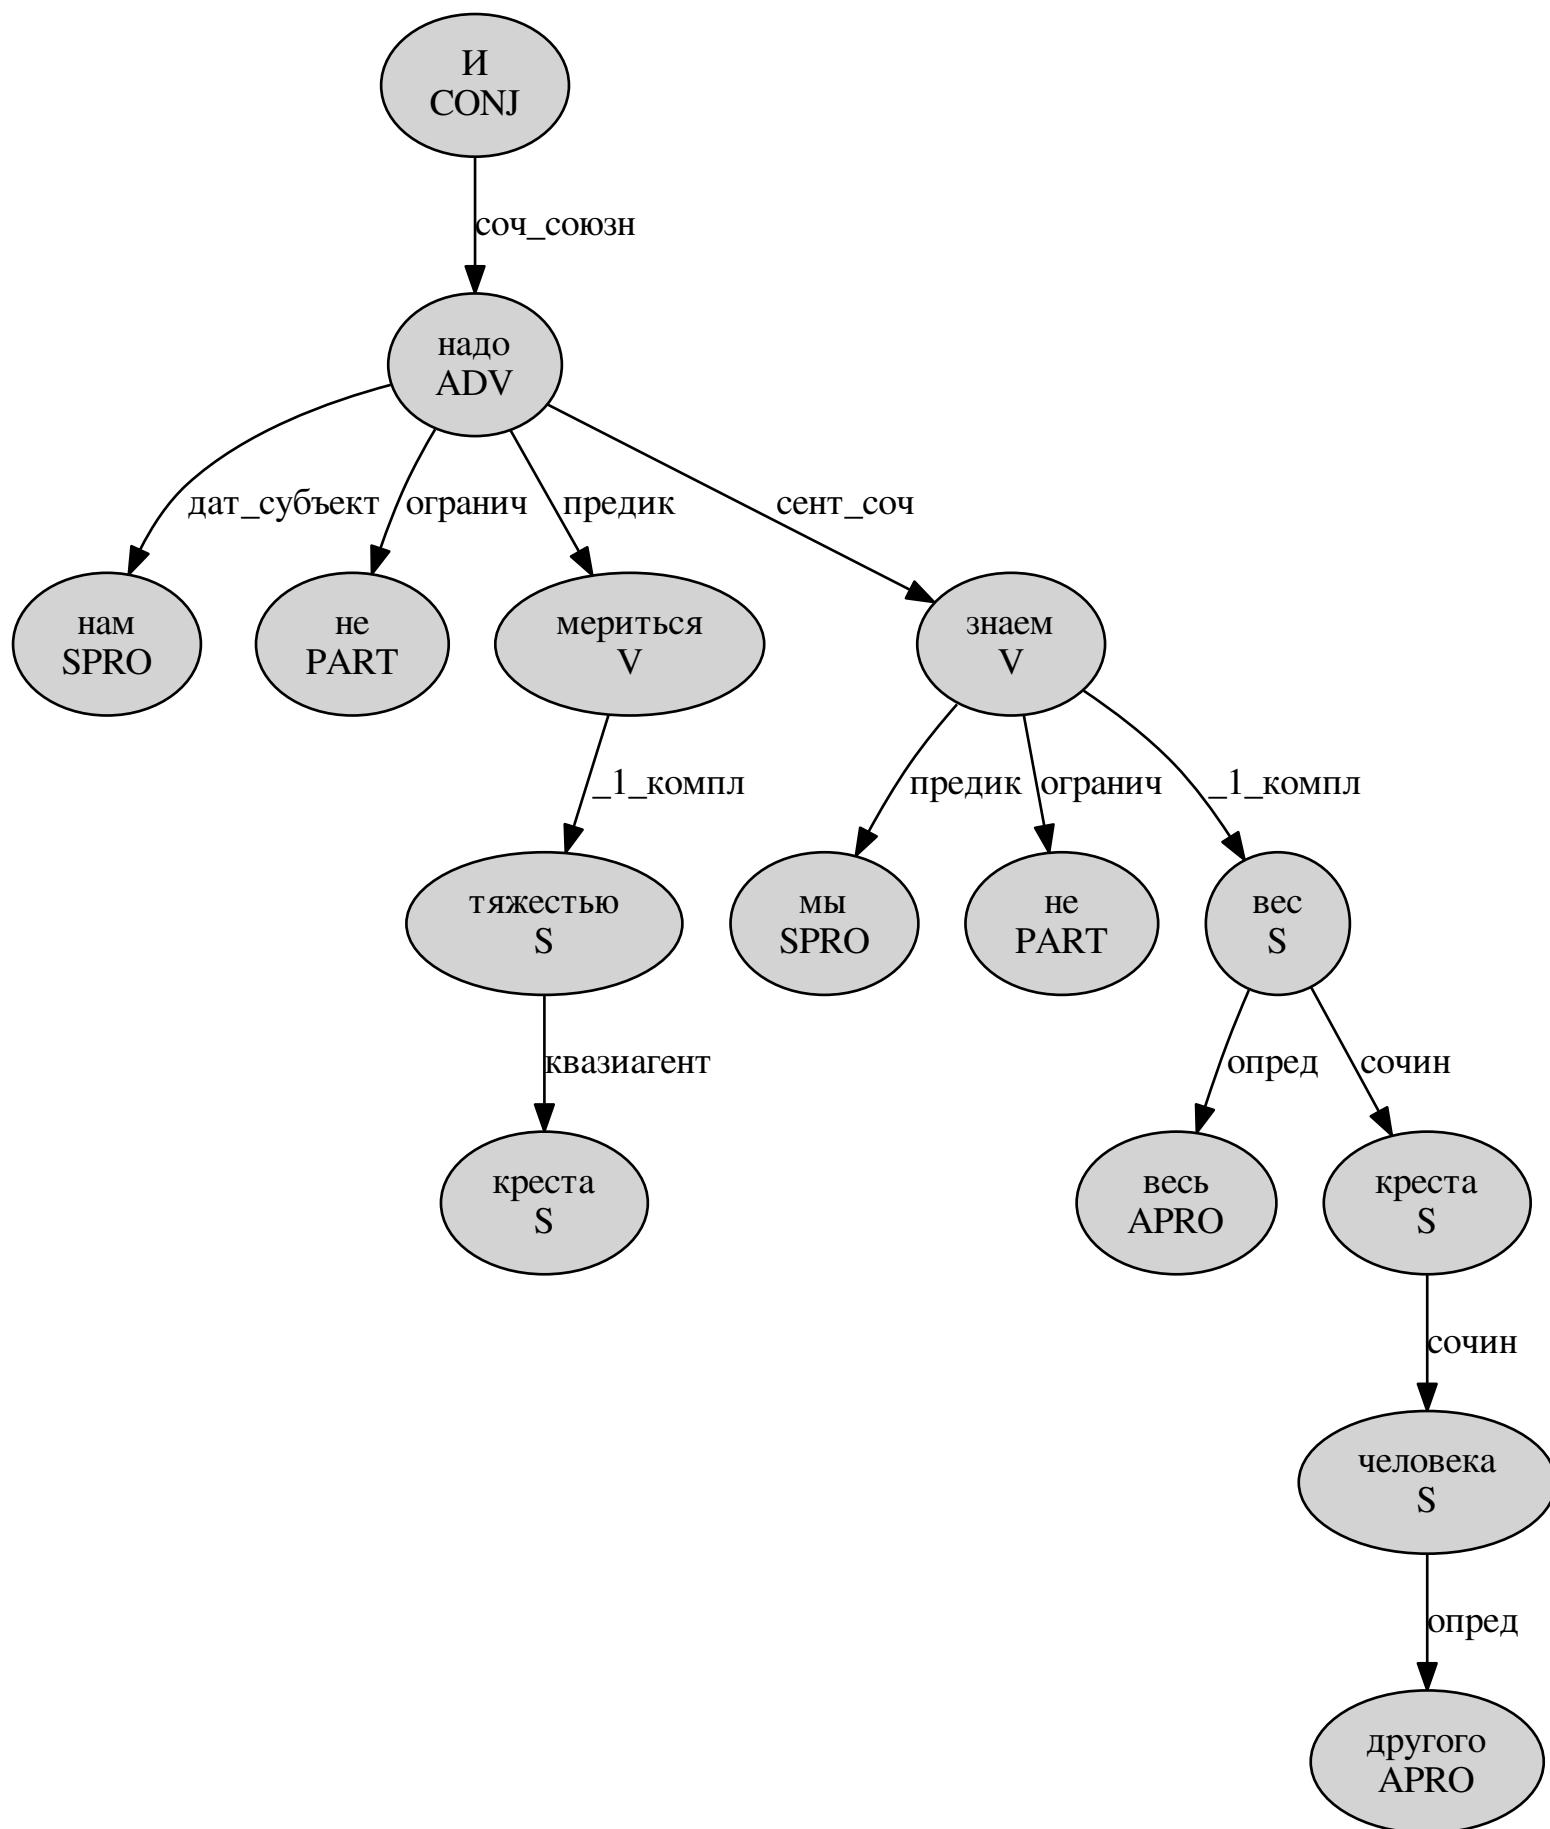 И
CONJ
соч_союзн
надо
ADV
дат_субъект огранич предик сент_соч
нам
SPRO
не
PART
мериться
V
знаем
V
_1_компл предик огранич _1_компл
тяжестью
S
мы
SPRO
не
PART
вес
S
квазиагент опред сочин
креста
S
весь
APRO
креста
S
сочин
человека
S
опред
другого
APRO